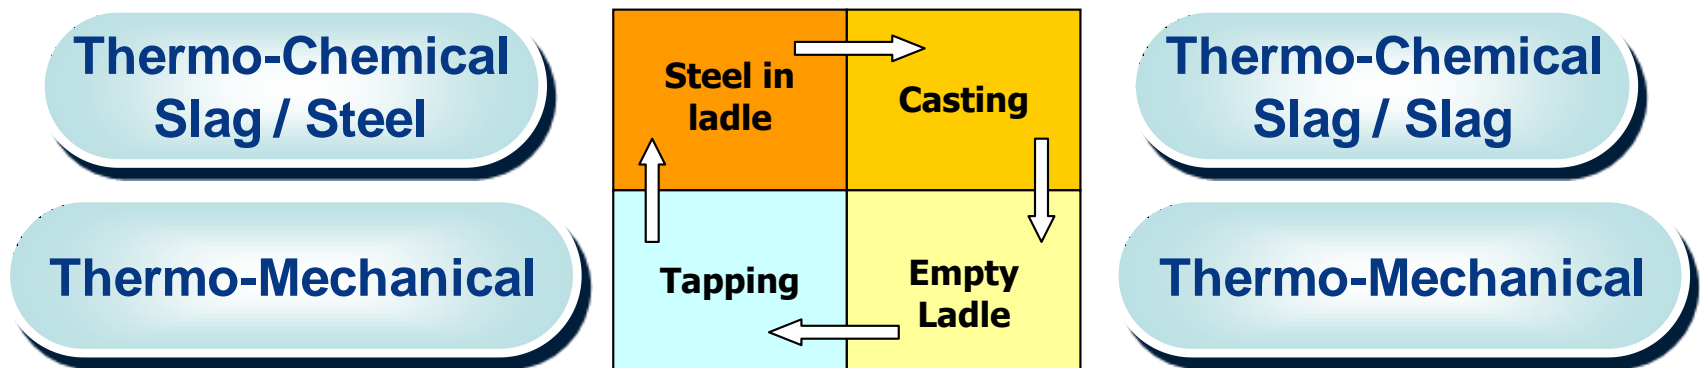 Thermo-Chemical
Slag / Steel
Thermo-Mechanical
Steel in
ladle
Casting
Tapping
Empty
Ladle
Thermo-Chemical
Slag / Slag
Thermo-Mechanical